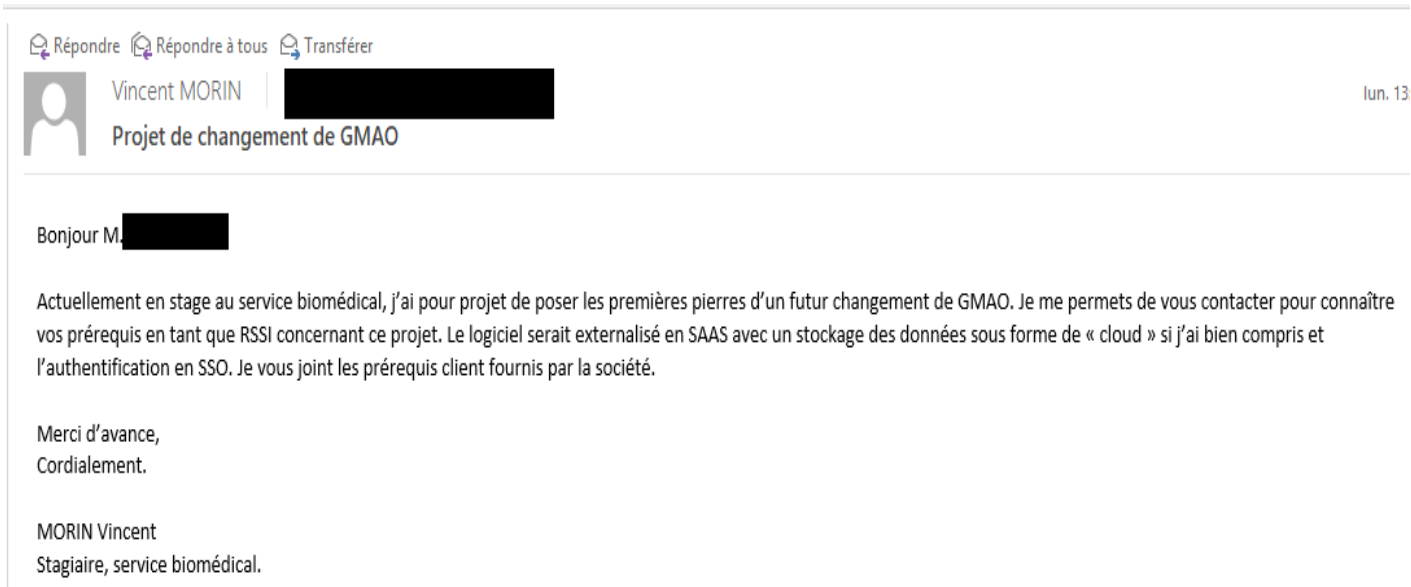 Répondre Répondre à tous Transférer
Vincent MORIN
lun. 13:
Projet de changement de GMAO
Bonjour M.
Actuellement en stage au service biomédical, j'ai pour projet de poser les premières pierres d'un futur changement de GMAO. Je me permets de vous contacter pour connaître
vos prérequis en tant que RSSI concernant ce projet. Le logiciel serait externalisé en SAAS avec un stockage des données sous forme de « cloud » si j'ai bien compris et
l'authentification en SSO. Je vous joint les prérequis client fournis par la société.
Merci d'avance,
Cordialement.
MORIN Vincent
Stagiaire, service biomédical.